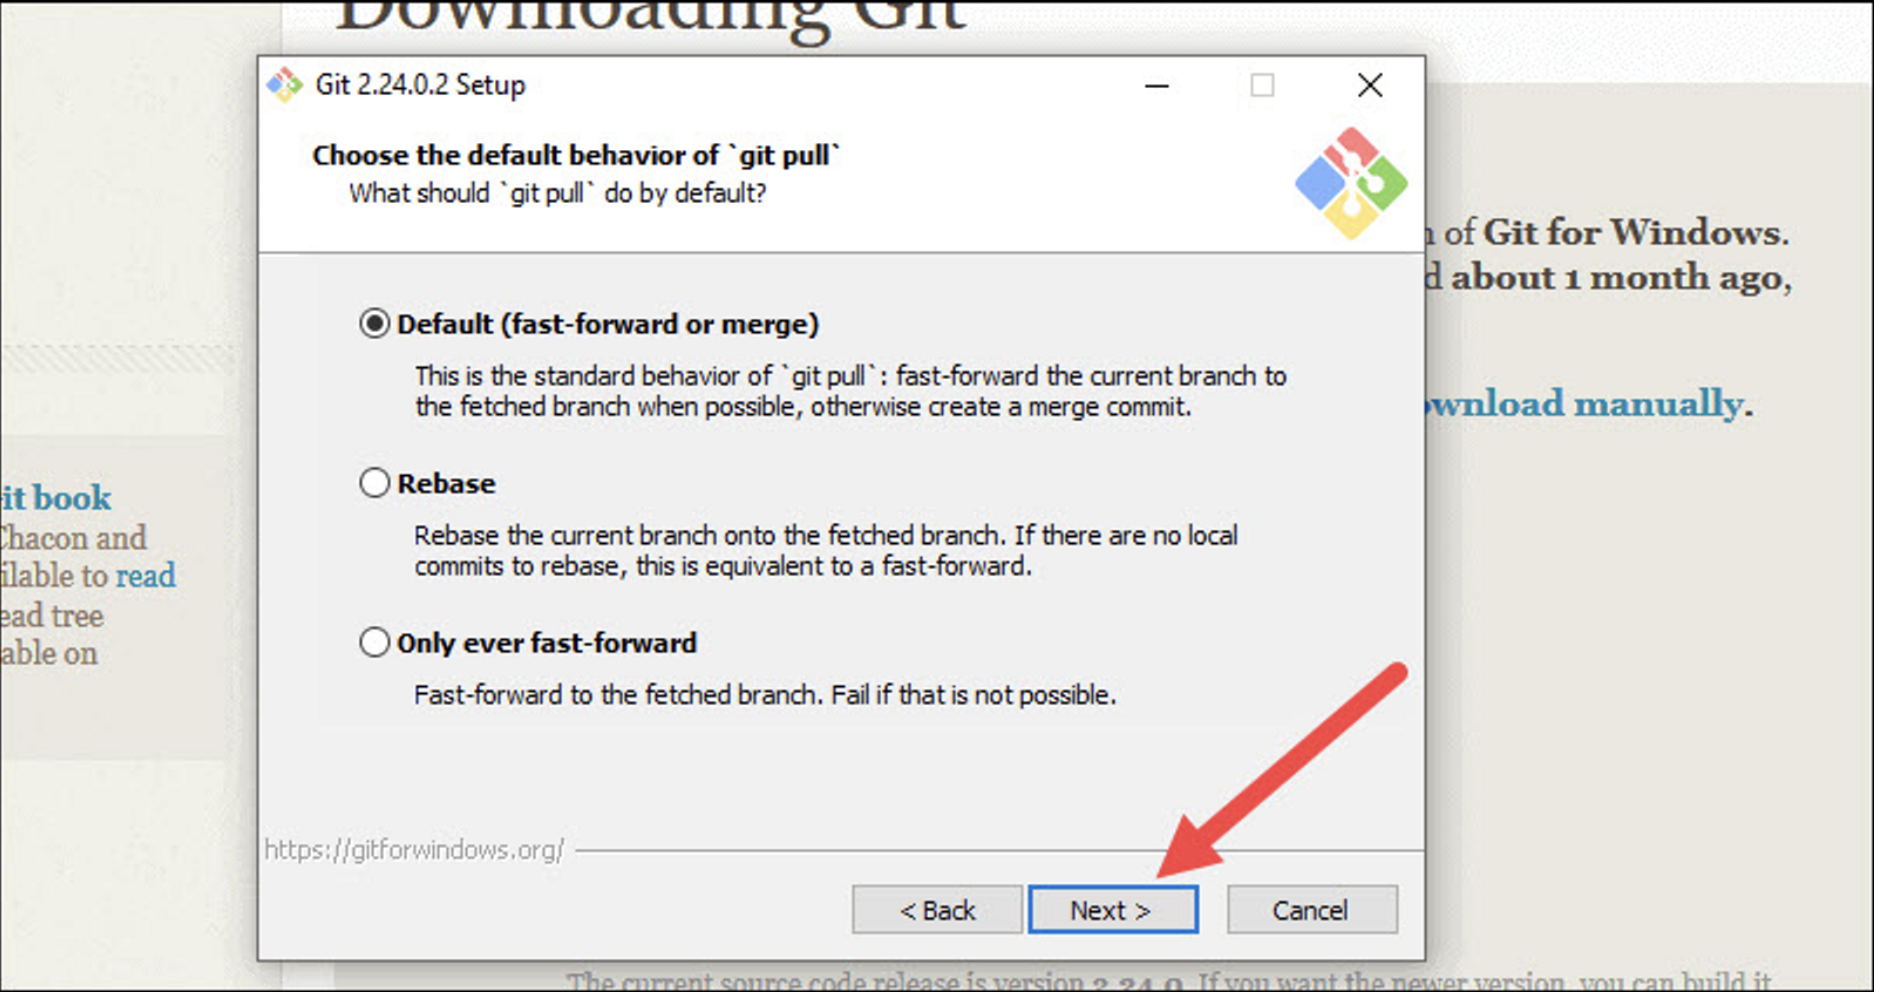 Downloading Git
Git 2.24.0.2 Setup
Choose the default behavior of `git pull`
What should `git pull` do by default?
of Git for Windows.
about 1 month ago,
Default (fast-forward or merge)
This is the standard behavior of `git pull`: fast-forward the current branch to
the fetched branch when possible, otherwise create a merge commit.
wnload manually.
Rebase
it book
Rebase the current branch onto the fetched branch. If there are no local
Chacon and
commits to rebase, this is equivalent to a fast-forward.
ilable to read
ead tree
Only ever fast-forward
able on
Fast-forward to the fetched branch. Fail if that is not possible.
https://gitforwindows.org/
< Back
Next >
Cancel
The current source code release is version 2.24.0. If you want the newer version, you can build it